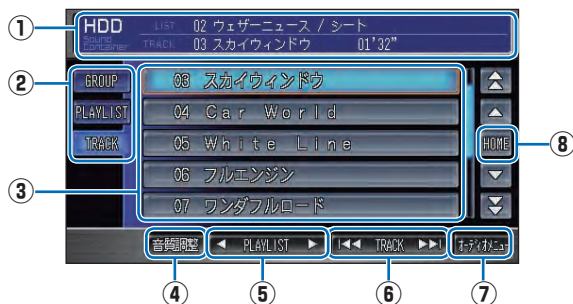 ①
HDD LIST 02 ウェザーニュース / シート
Sound Container TRACK 03 スカイウィンドウ 01'32”
②
GROUP
PLAYLIST
TRACK
③
03 スカイウィンドウ
04 Car World
05 White Line
06 フルエンジン
07 ワンダフルロード
HOME
⑧
音質調整 ◀ PLAYLIST ▶ I◀◀ TRACK ▶▶I オーディオメニュー
④ ⑤ ⑥ ⑦